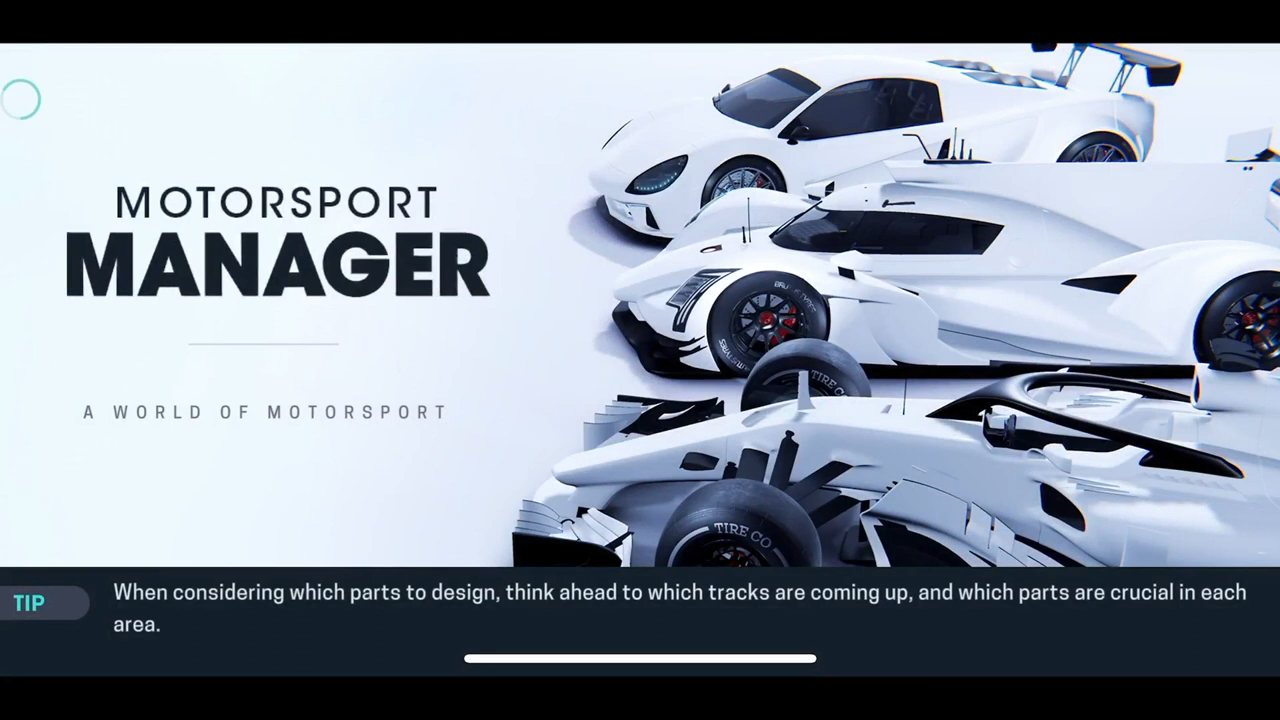 MOTORSPORT
MANAGER
A WORLD OF MOTORSPORT
TIRE CO
TIRE CO
TIP
When considering which parts to design, think ahead to which tracks are coming up, and which parts are crucial in each
area.